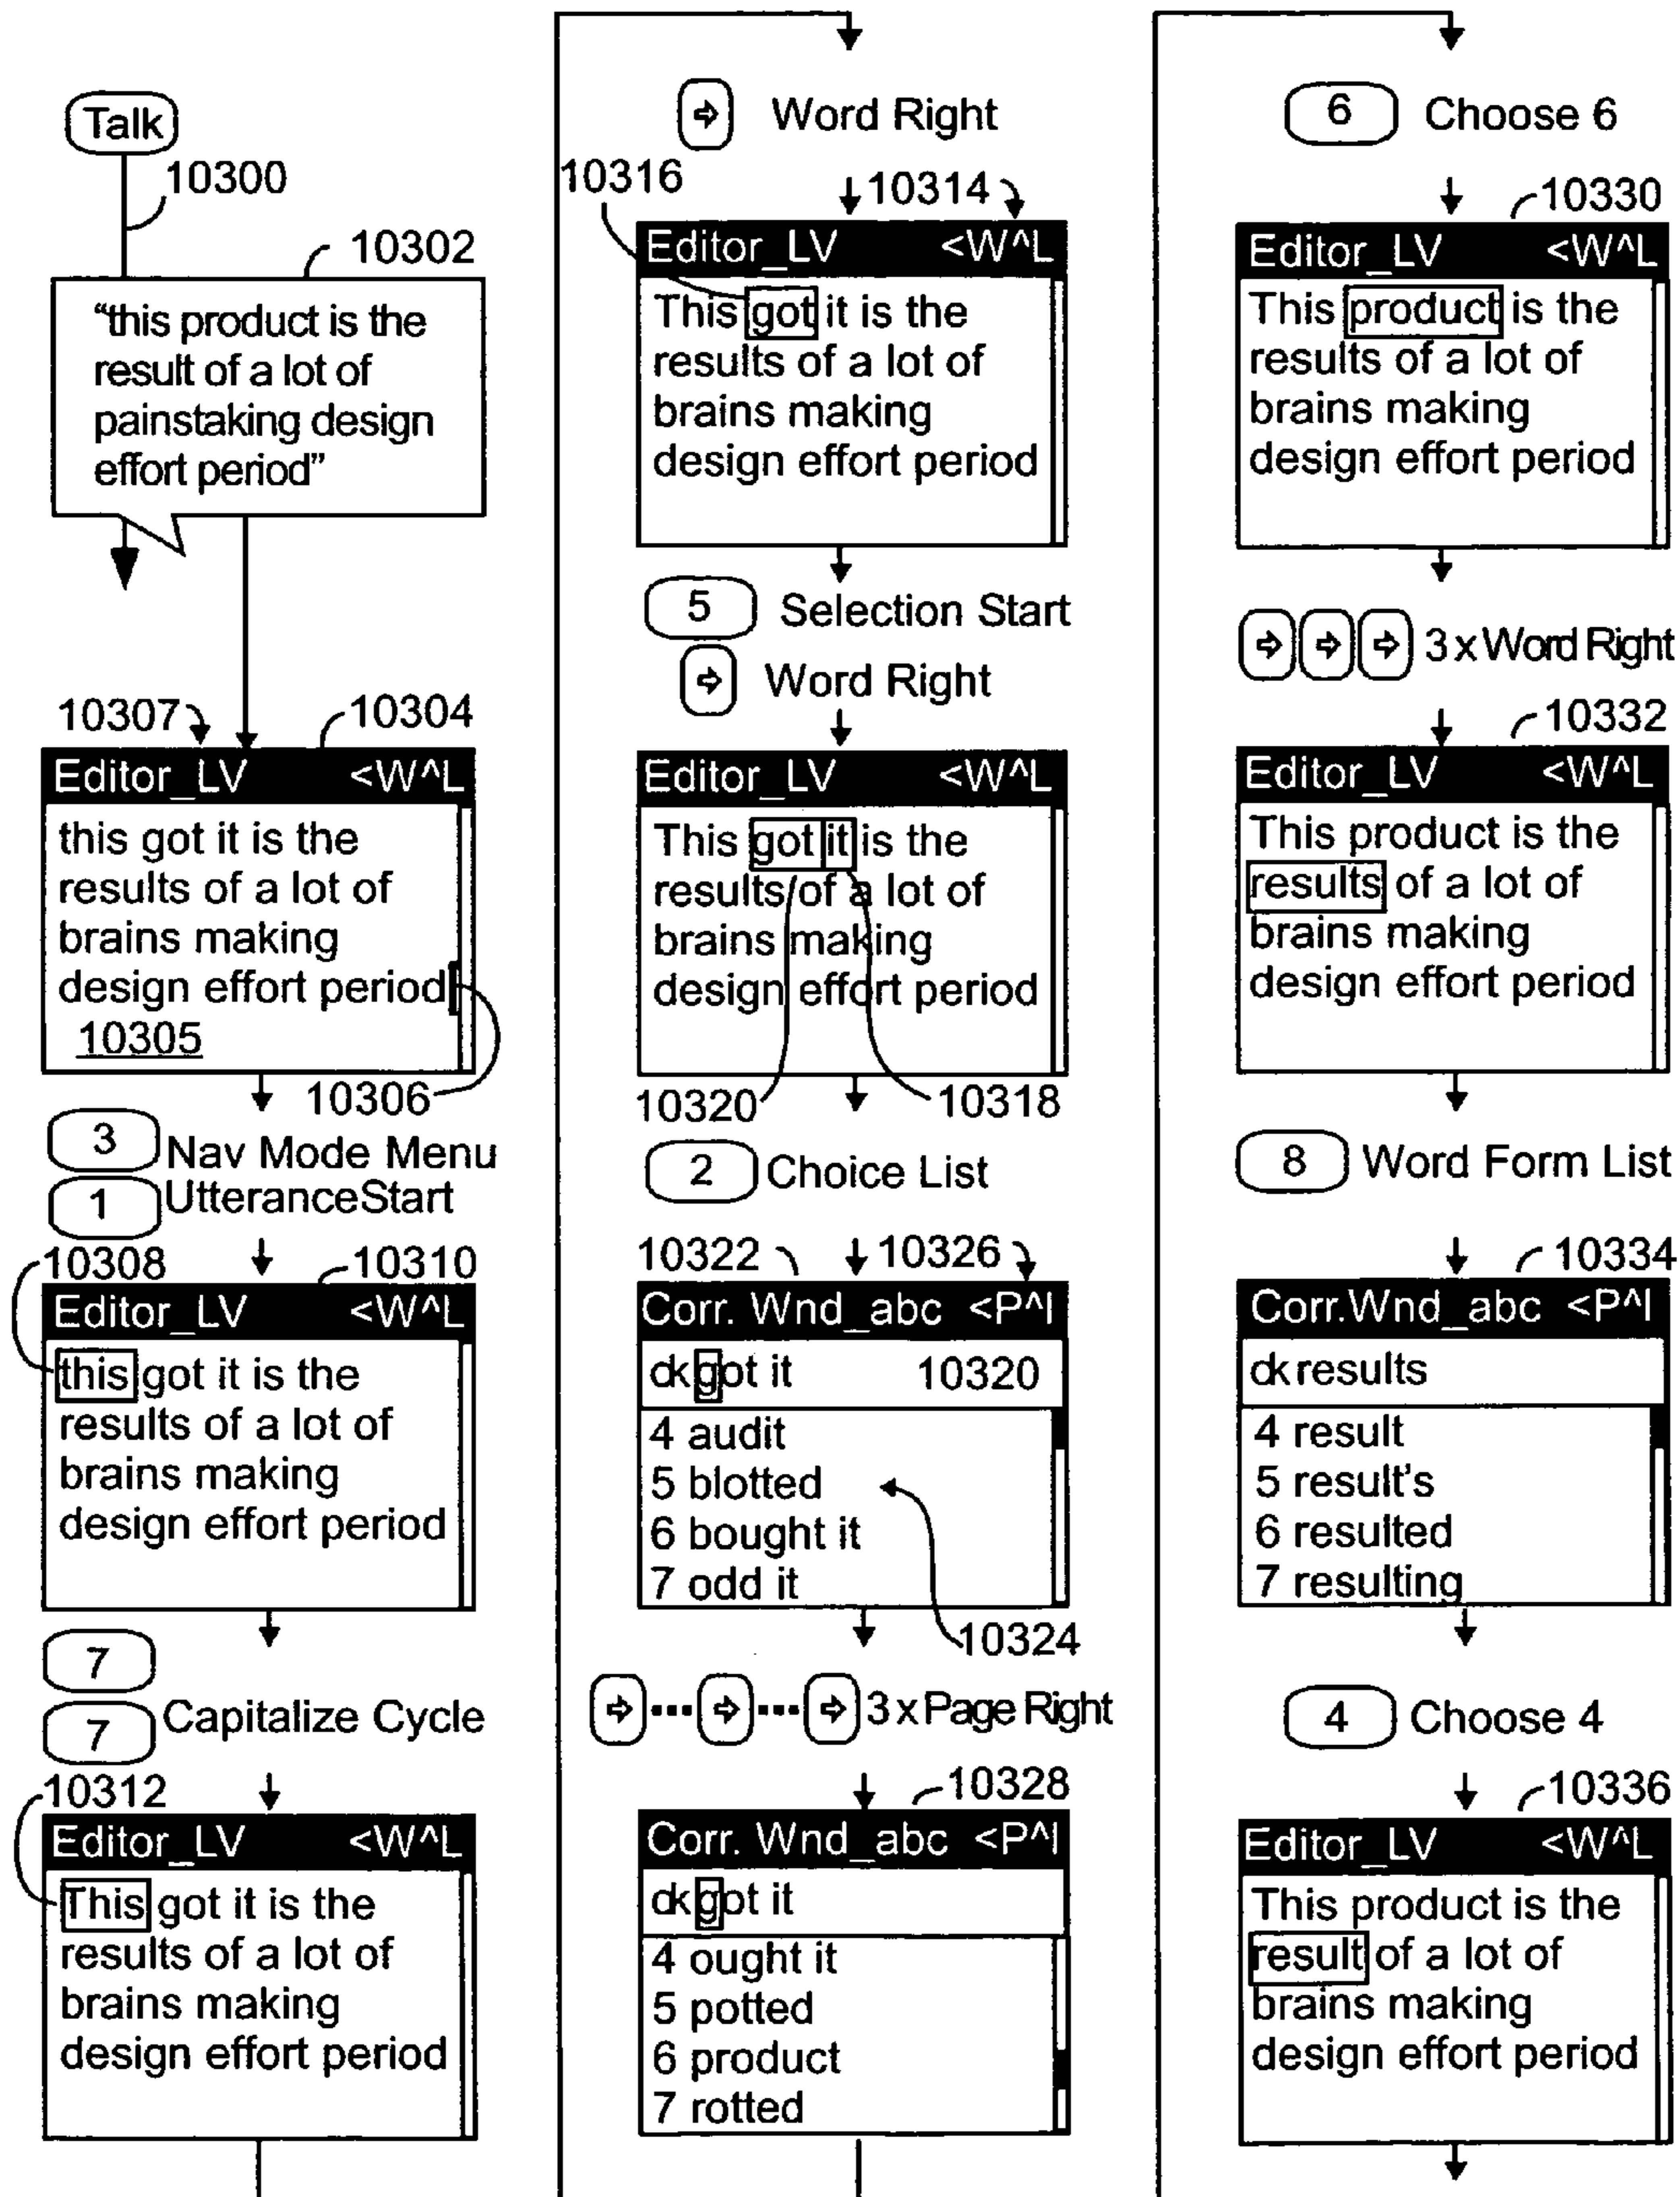 Talk
10300
10302
“this product is the
result of a lot of
painstaking design
effort period”
10307
10304
Editor_LV <W^L
this got it is the
results of a lot of
brains making
design effort period
10305
10306
3 Nav Mode Menu
1 UtteranceStart
10308
10310
Editor_LV <W^L
this got it is the
results of a lot of
brains making
design effort period
7
7 Capitalize Cycle
10312
Editor_LV <W^L
This got it is the
results of a lot of
brains making
design effort period
⇨ Word Right
10316
10314
Editor_LV <W^L
This got it is the
results of a lot of
brains making
design effort period
5 Selection Start
⇨ Word Right
Editor_LV <W^L
This got it is the
results of a lot of
brains making
design effort period
10320
10318
2 Choice List
10322
10326
Corr. Wnd_abc <P^I
dk got it 10320
4 audit
5 blotted
6 bought it
7 odd it
10324
⇨...⇨...⇨ 3 x Page Right
10328
Corr. Wnd_abc <P^I
dk got it
4 ought it
5 potted
6 product
7 rotted
6 Choose 6
10330
Editor_LV <W^L
This product is the
results of a lot of
brains making
design effort period
⇨⇨⇨ 3 x Word Right
10332
Editor_LV <W^L
This product is the
results of a lot of
brains making
design effort period
8 Word Form List
10334
Corr.Wnd_abc <P^I
dk results
4 result
5 result's
6 resulted
7 resulting
4 Choose 4
10336
Editor_LV <W^L
This product is the
result of a lot of
brains making
design effort period